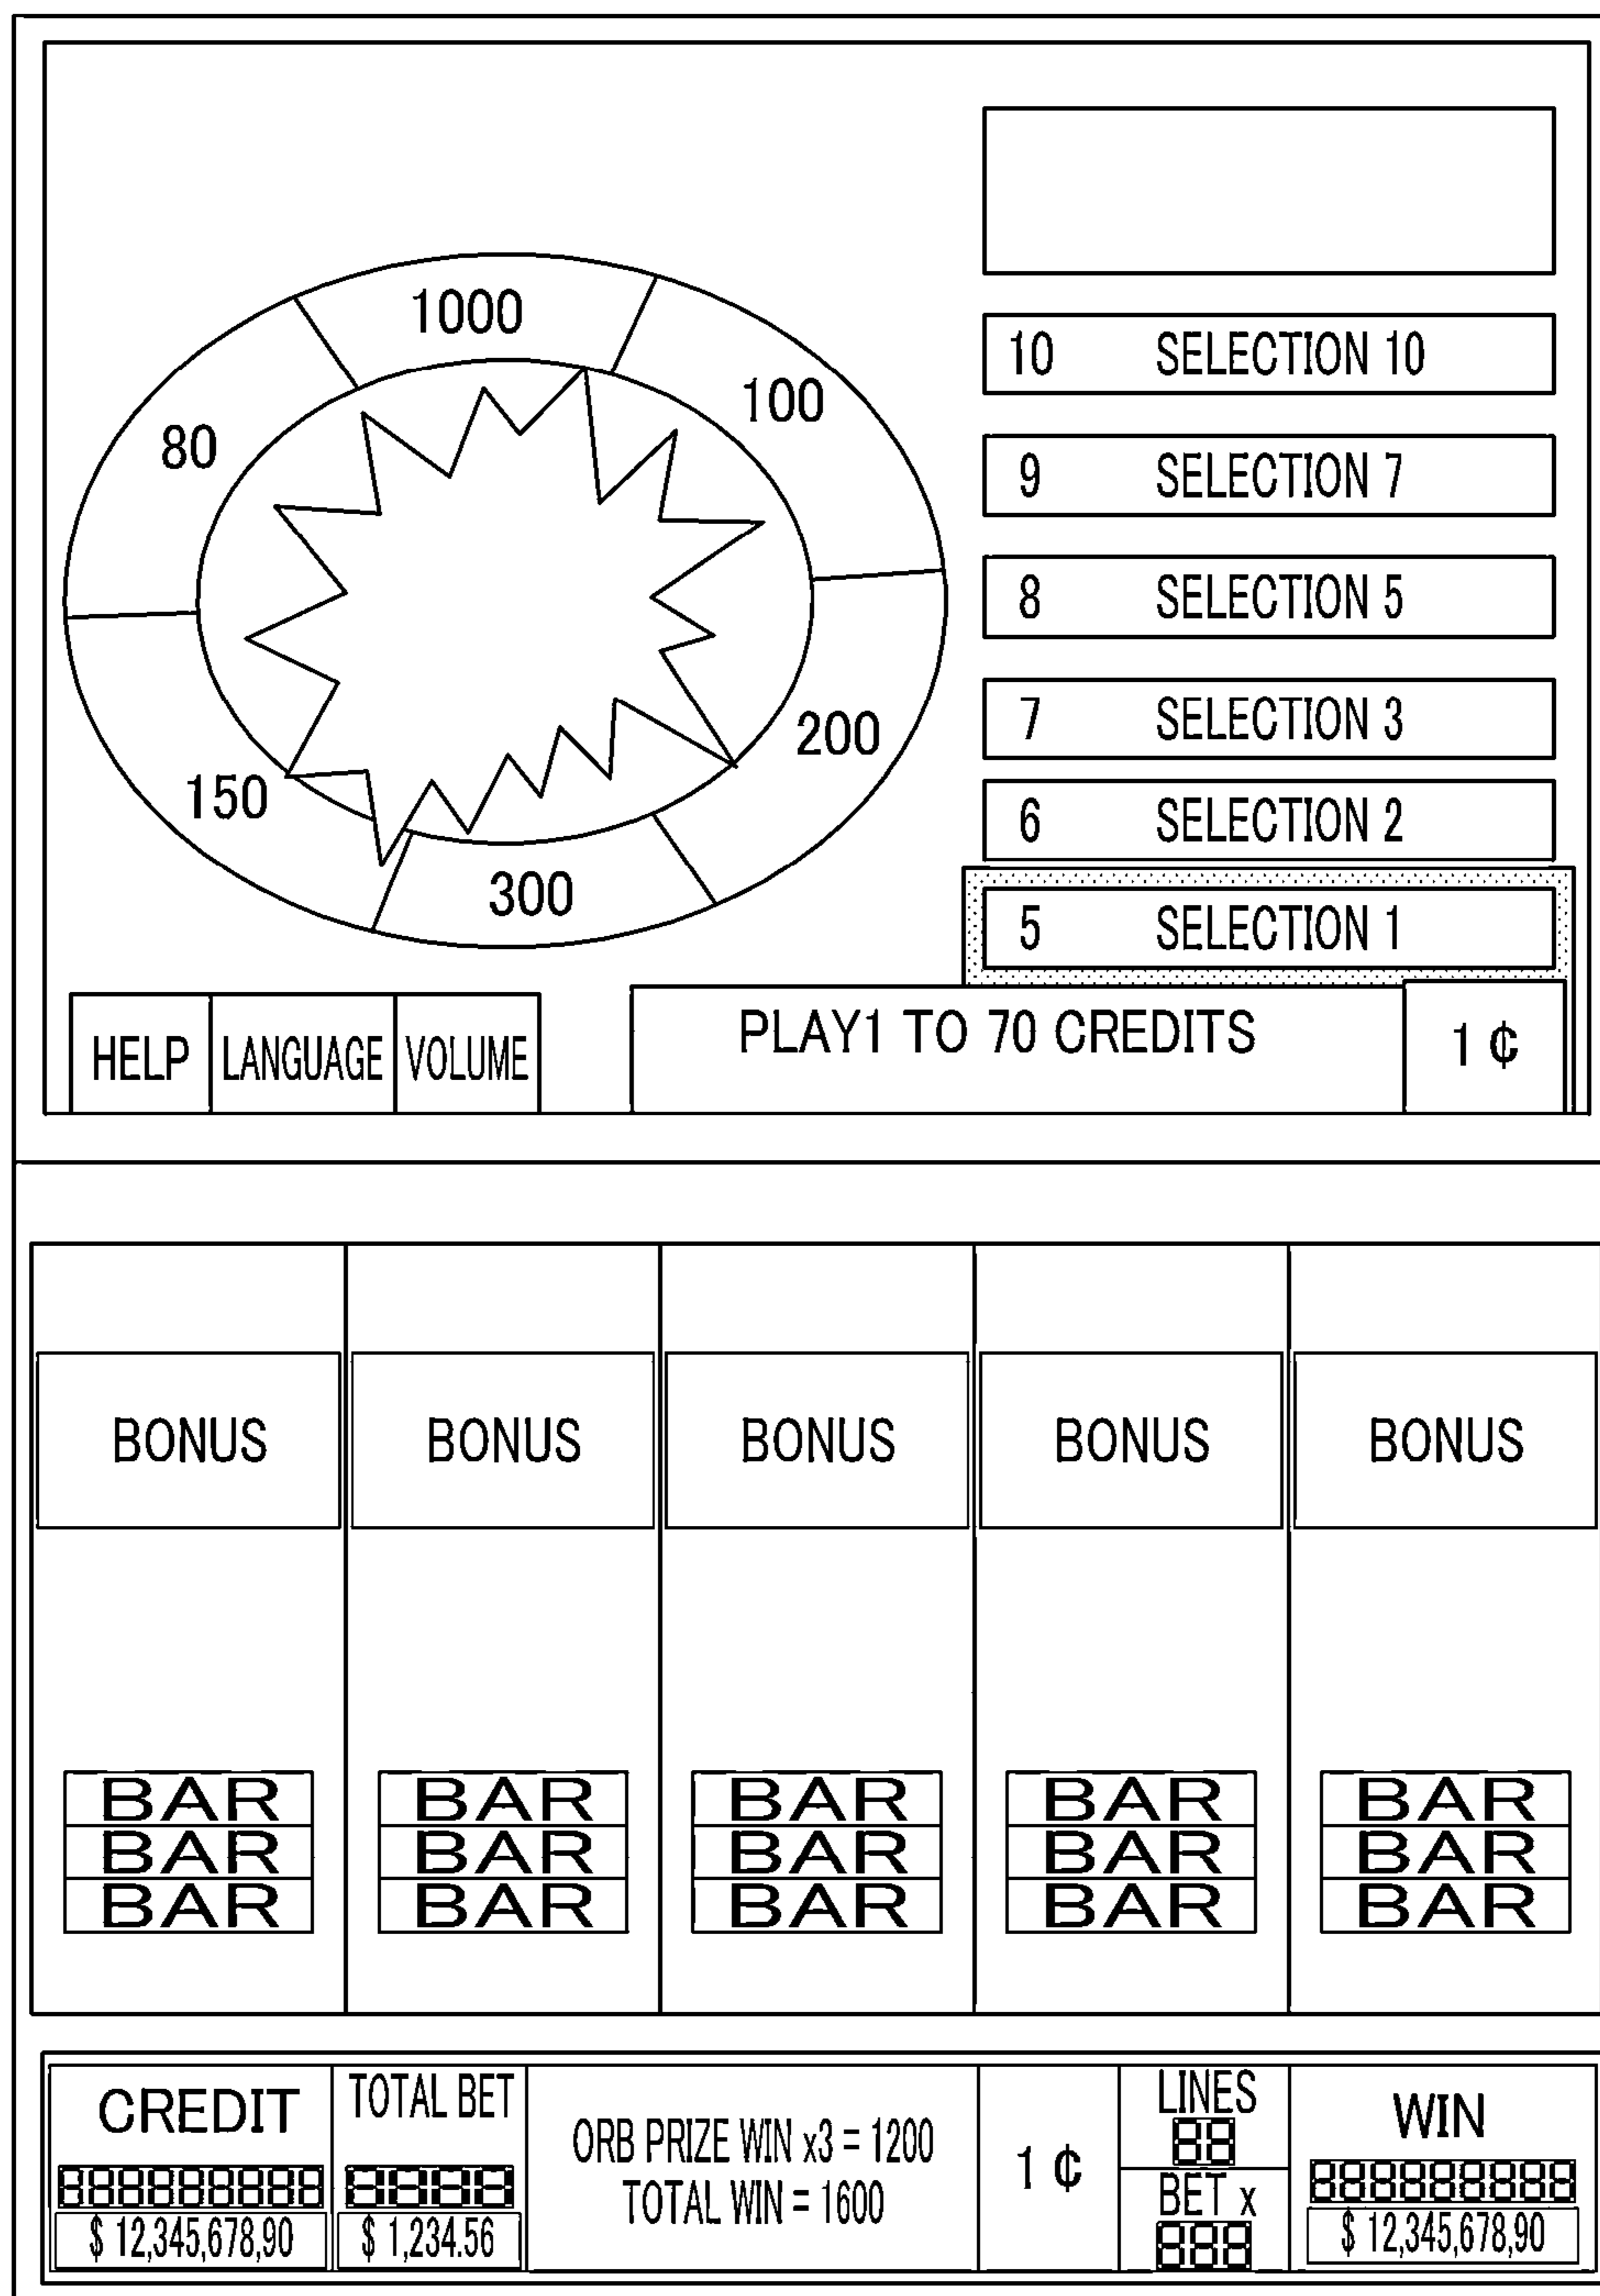 1000
100
80
200
150
300
10 SELECTION 10
9 SELECTION 7
8 SELECTION 5
7 SELECTION 3
6 SELECTION 2
5 SELECTION 1
HELP LANGUAGE VOLUME
PLAY1 TO 70 CREDITS
1 ¢
BONUS BONUS BONUS BONUS BONUS
BAR BAR BAR BAR BAR
BAR BAR BAR BAR BAR
BAR BAR BAR BAR BAR
CREDIT
$ 12,345,678,90
TOTAL BET
$ 1,234.56
ORB PRIZE WIN x3 = 1200
TOTAL WIN = 1600
1 ¢
LINES
88
BET x
888
WIN
$ 12,345,678,90